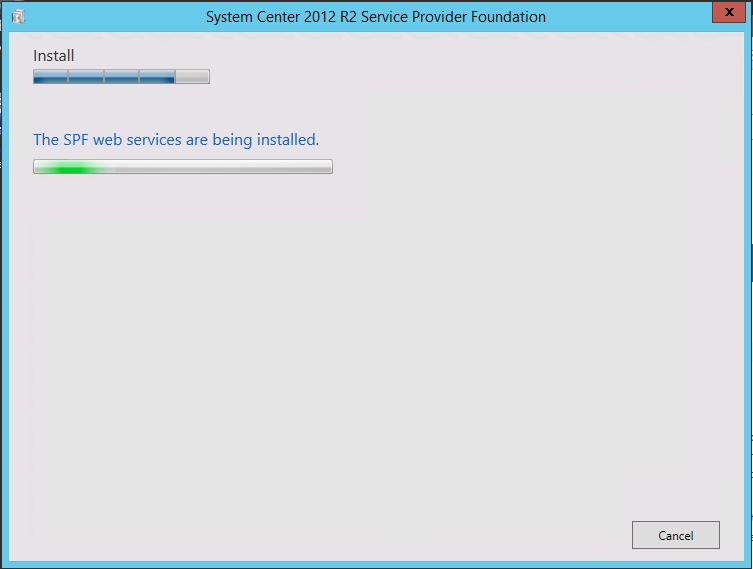 System Center 2012 R2 Service Provider Foundation
x
Install
The SPF web services are being installed.
Cancel